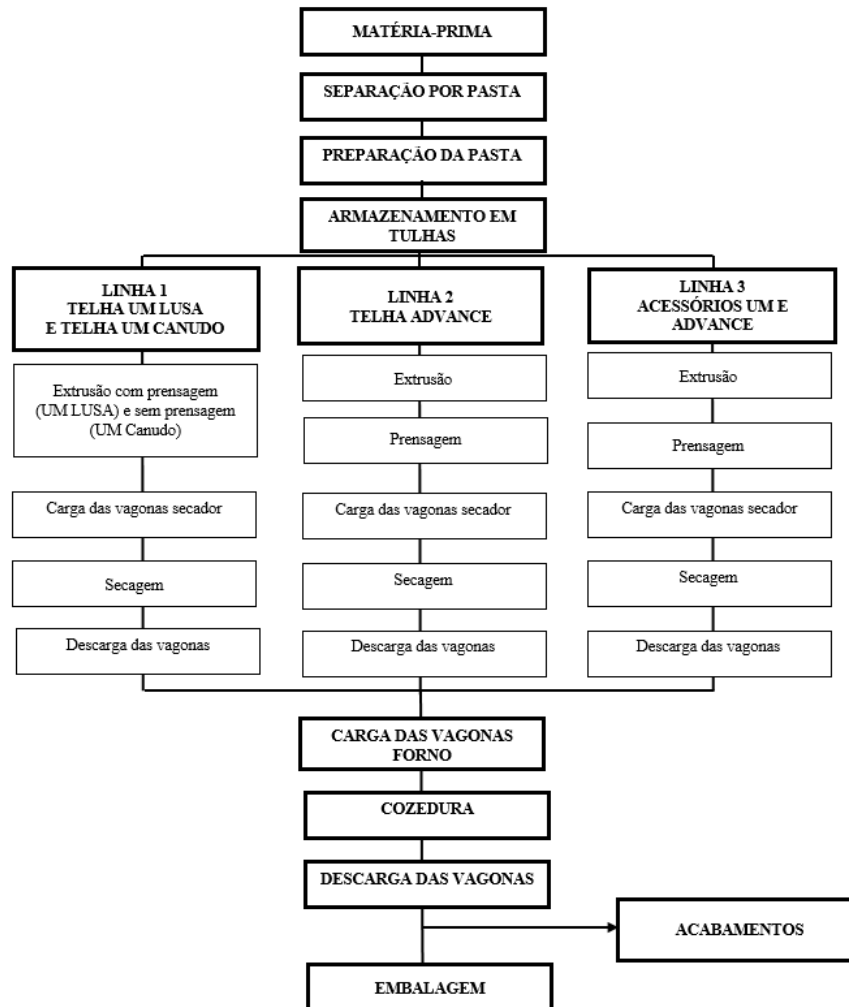 MATÉRIA-PRIMA
SEPARAÇÃO POR PASTA
PREPARAÇÃO DA PASTA
ARMAZENAMENTO EM
TULHAS
LINHA 1
TELHA UM LUSA
E TELHA UM CANUDO
Extrusão com prensagem
(UM LUSA) e sem prensagem
(UM Canudo)
Carga das vagonas secador
Secagem
Descarga das vagonas
LINHA 2
TELHA ADVANCE
Extrusão
Prensagem
Carga das vagonas secador
Secagem
Descarga das vagonas
LINHA 3
ACESSÓRIOS UM E
ADVANCE
Extrusão
Prensagem
Carga das vagonas secador
Secagem
Descarga das vagonas
CARGA DAS VAGONAS
FORNO
COZEDURA
DESCARGA DAS VAGONAS
ACABAMENTOS
EMBALAGEM